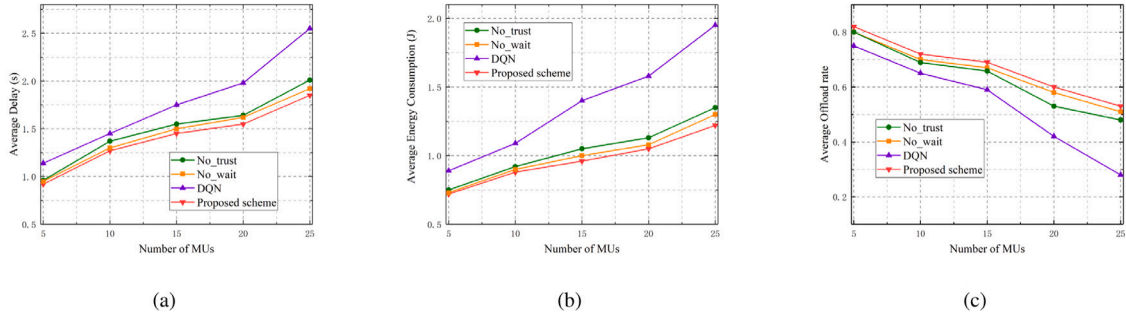 Average Delay (s)
2.5
2.0
1.5
1.0
0.5
No_trust
No_wait
DQN
Proposed scheme
5 10 15 20 25
Number of MUs
(a)
Average Energy Consumption (J)
2.0
1.5
1.0
0.5
No_trust
No_wait
DQN
Proposed scheme
5 10 15 20 25
Number of MUs
(b)
Average Offload rate
0.8
0.6
0.4
0.2
No_trust
No_wait
DQN
Proposed scheme
5 10 15 20 25
Number of MUs
(c)